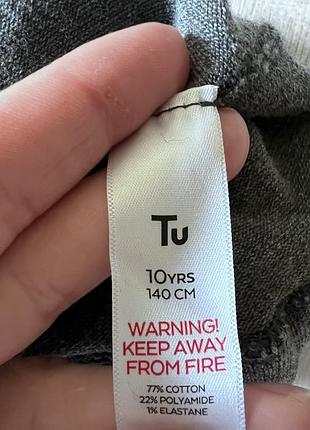 Tu
10YRS
140 CM
WARNING!
KEEP AWAY
FROM FIRE
77% COTTON
22% POLYAMIDE
1% ELASTANE